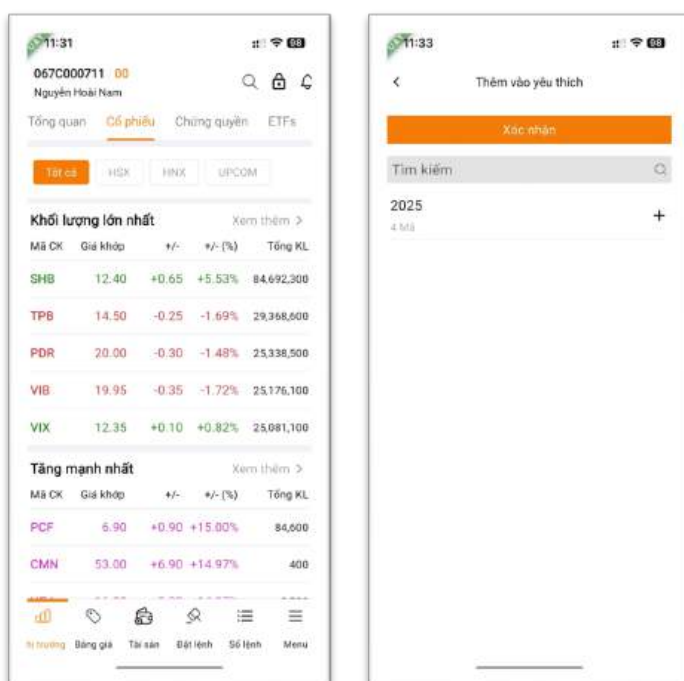 11:31
98
067C000711 00
Nguyễn Hoài Nam
Tổng quan Cổ phiếu Chứng quyền ETFs
Tất cả HSX HNX UPCOM
Khối lượng lớn nhất Xem thêm >
Mã CK Giá khớp +/- +/- (%) Tổng KL
SHB 12.40 +0.65 +5.53% 84,692,300
TPB 14.50 -0.25 -1.69% 29,368,600
PDR 20.00 -0.30 -1.48% 25,338,500
VIB 19.95 -0.35 -1.72% 25,176,100
VIX 12.35 +0.10 +0.82% 25,081,100
Tăng mạnh nhất Xem thêm >
Mã CK Giá khớp +/- +/- (%) Tổng KL
PCF 6.90 +0.90 +15.00% 84,600
CMN 53.00 +6.90 +14.97% 400
Thị trường Bảng giá Tài sản Đặt lệnh Sổ lệnh Menu
11:33
98
Thêm vào yêu thích
Xác nhận
Tìm kiếm
2025
4 Mã